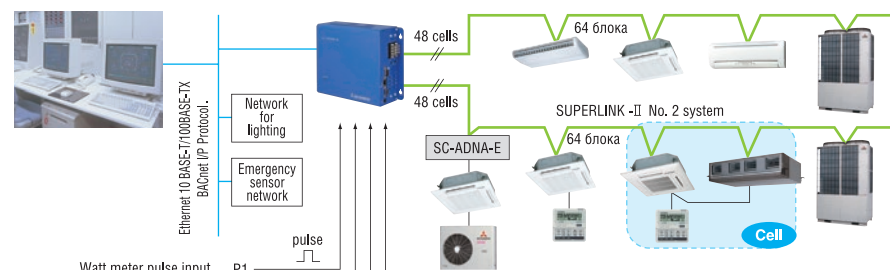 Ethernet 10 BASE-T/100BASE-TX
BACnet I/P Protocol.
Network
for
lighting
Emergency
sensor
network
48 cells
48 cells
64 блока
SUPERLINK -II No. 2 system
SC-ADNA-E
64 блока
Cell
pulse
Watt meter pulse input P1